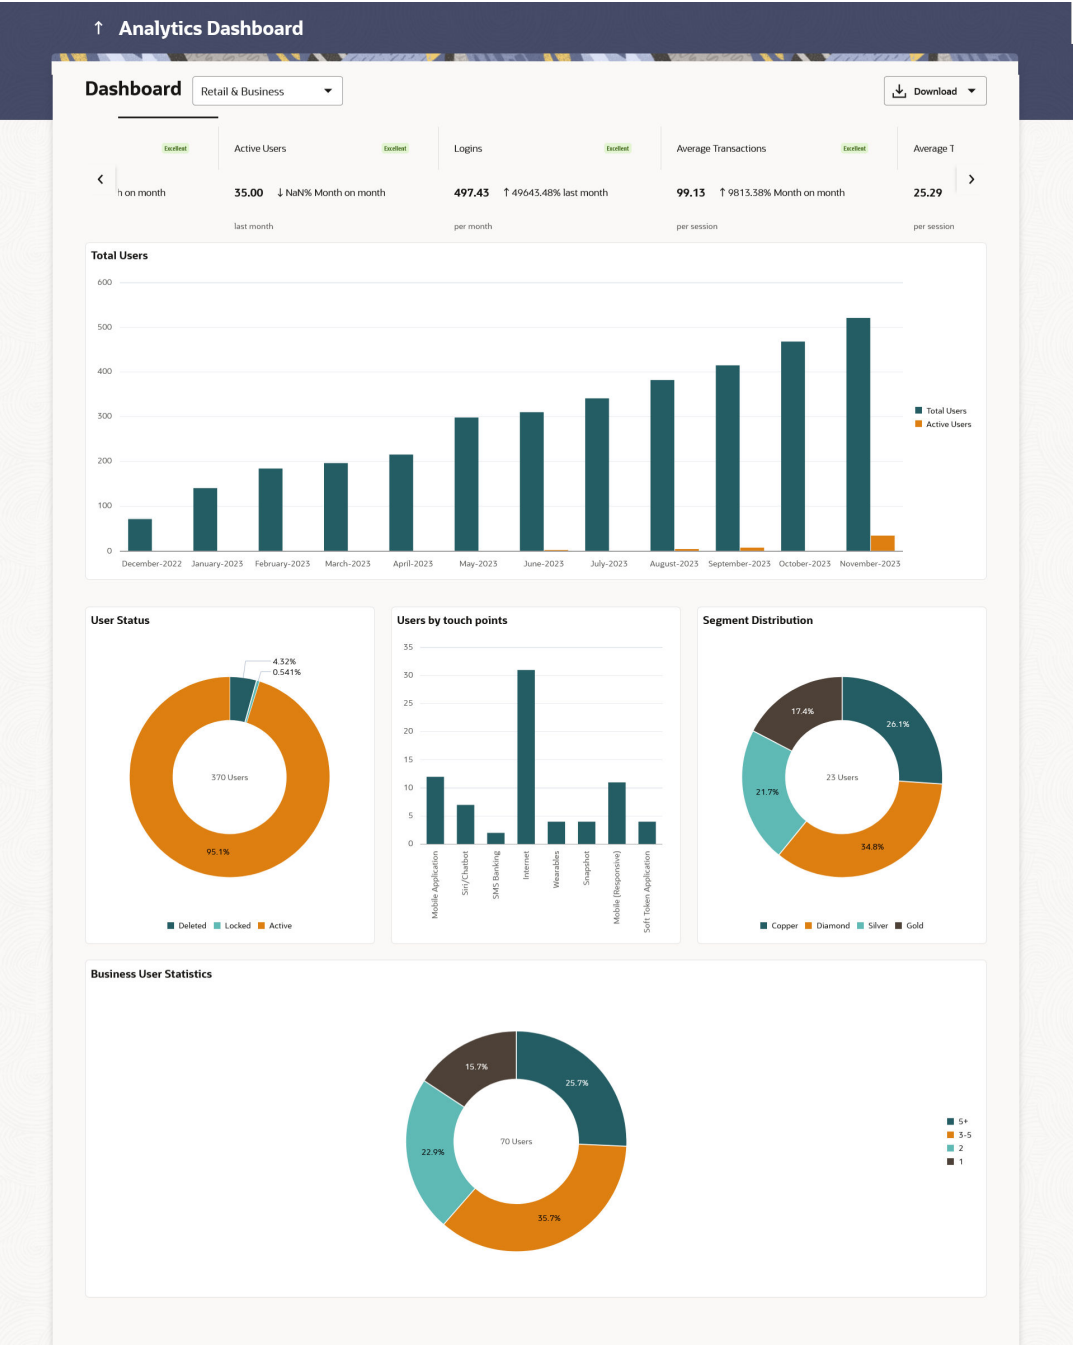 ↑ Analytics Dashboard
Dashboard Retail & Business Download
Excellent Active Users Excellent Logins Excellent Average Transactions Excellent Average T
h on month 35.00 ↓ NaN% Month on month 497.43 ↑ 49643.48% last month 99.13 ↑ 9813.38% Month on month 25.29
last month per month per session per session
Total Users
600
500
400
300
200
100
0
Total Users
Active Users
December-2022 January-2023 February-2023 March-2023 April-2023 May-2023 June-2023 July-2023 August-2023 September-2023 October-2023 November-2023
User Status
4.32%
0.541%
370 Users
95.1%
Deleted Locked Active
Users by touch points
35
30
25
20
15
10
5
0
Mobile Application
Siri/Chatbot
SMS Banking
Internet
Wearables
Snapshot
Mobile (Responsive)
Soft Token Application
Segment Distribution
17.4%
26.1%
23 Users
21.7%
34.8%
Copper Diamond Silver Gold
Business User Statistics
15.7%
25.7%
70 Users
22.9%
35.7%
5+
3-5
2
1